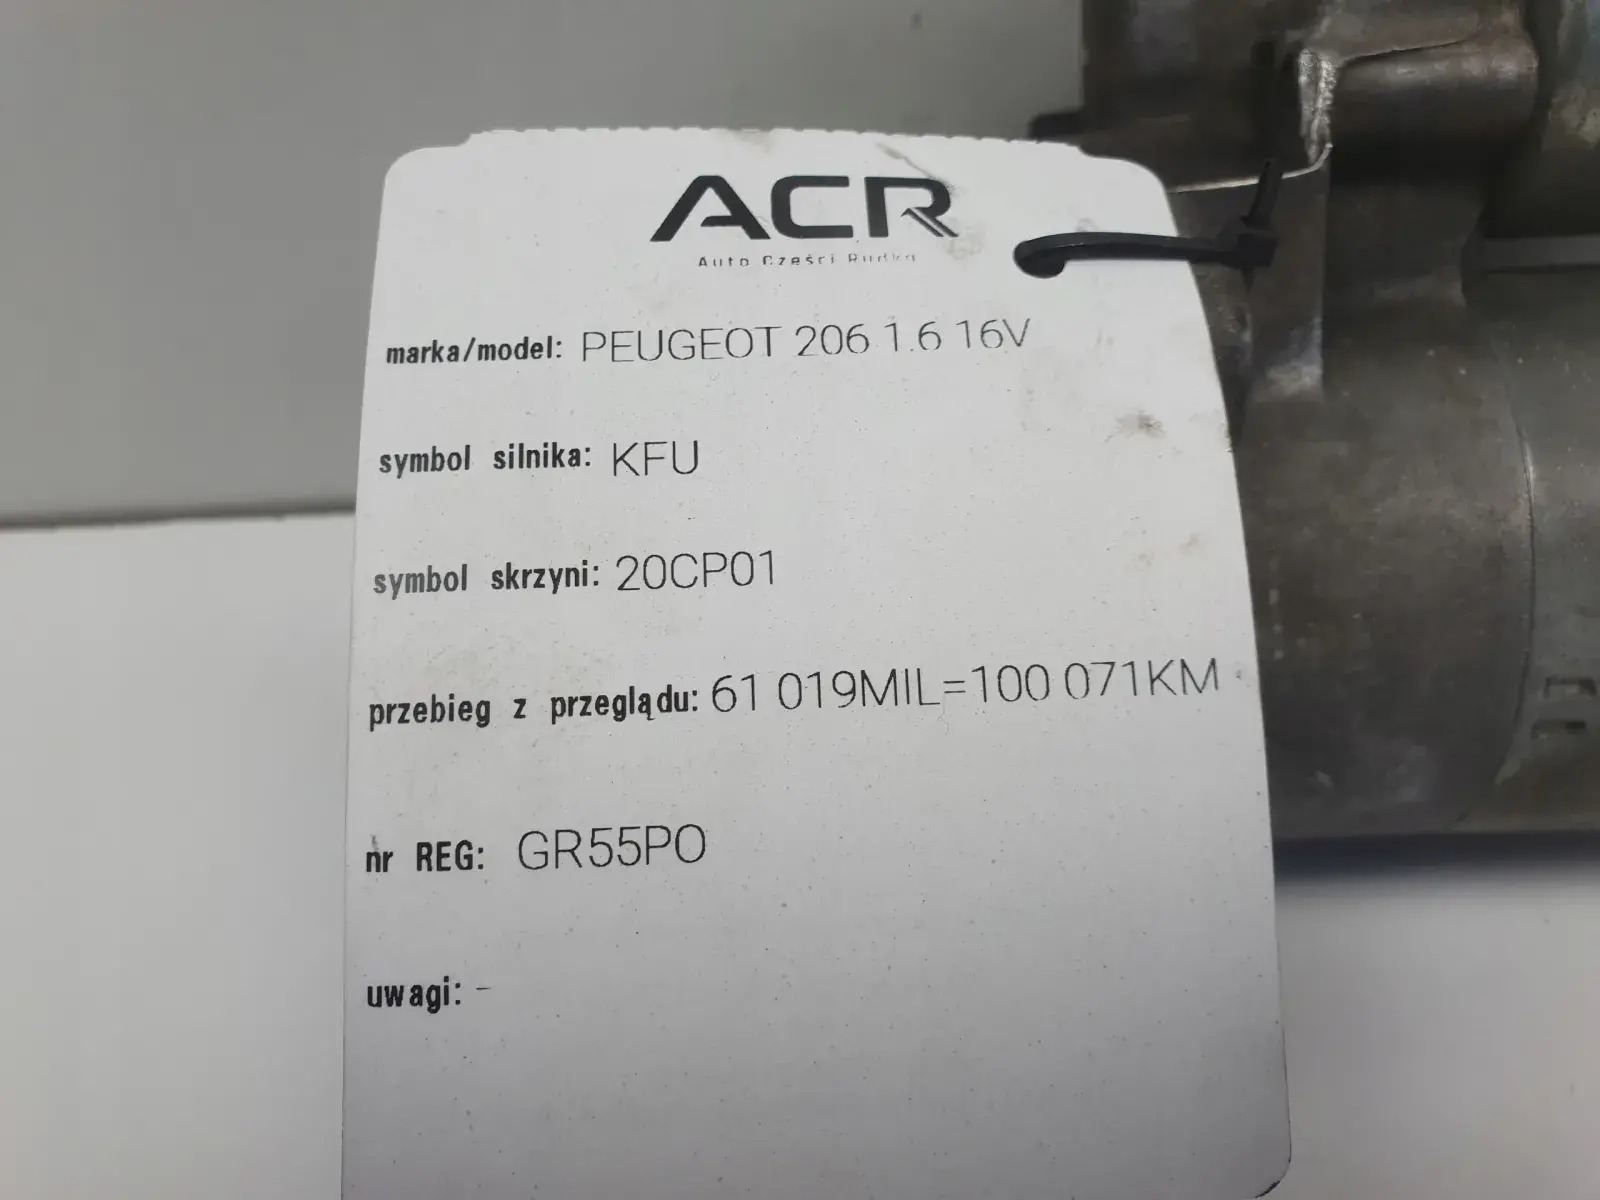 ACR
Auto Części Rudka
marka/model: PEUGEOT 206 1.6 16V
symbol silnika: KFU
symbol skrzyni: 20CP01
przebieg z przeglądu: 61 019MIL=100 071KM
nr REG: GR55PO
uwagi: -